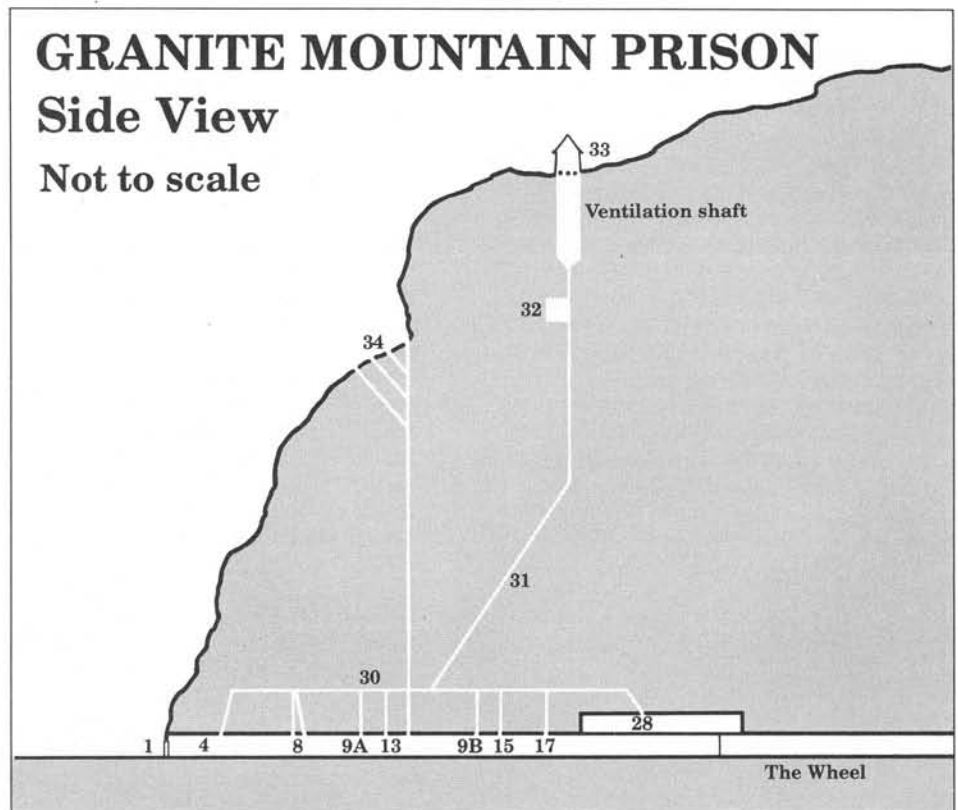 GRANITE MOUNTAIN PRISON
Side View
Not to scale
33
Ventilation shaft
32
34
31
30
28
1 4 8 9A 13 9B 15 17
The Wheel